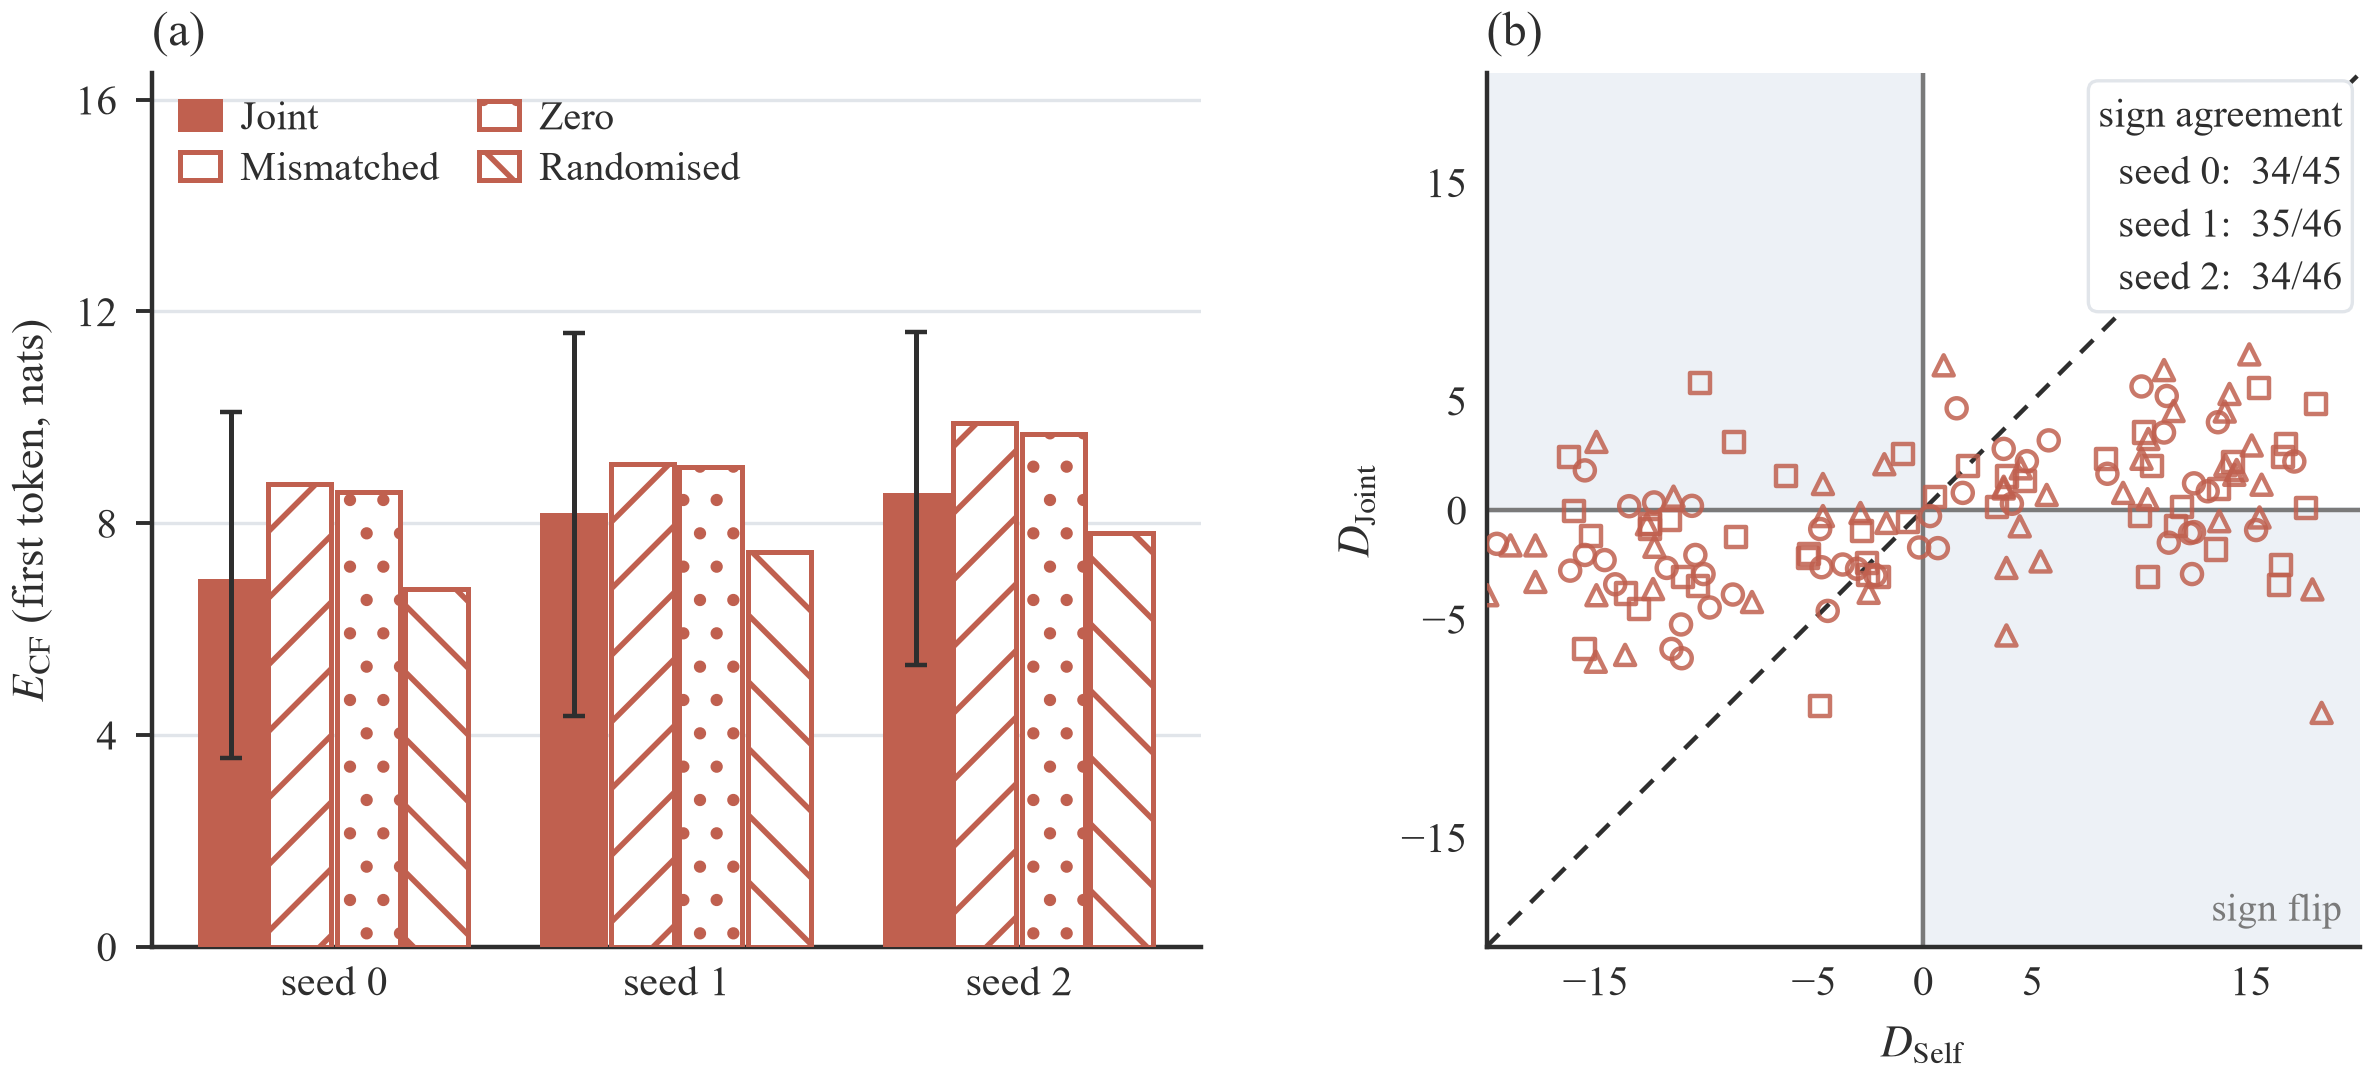 (a)
16
12
8
4
0
E_CF (first token, nats)
Joint
Mismatched
Zero
Randomised
seed 0
seed 1
seed 2
(b)
15
5
0
−5
−15
D_Joint
sign agreement
seed 0: 34/45
seed 1: 35/46
seed 2: 34/46
sign flip
−15
−5
0
5
15
D_Self